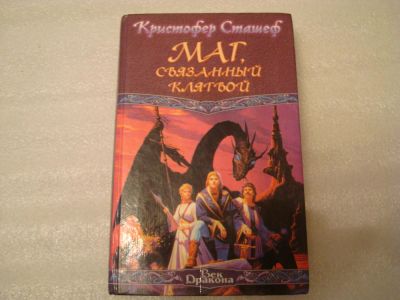 Кристофер Сташеф
МАГ,
СВЯЗАННЫЙ
КЛЯТВОЙ
Век
Дракона